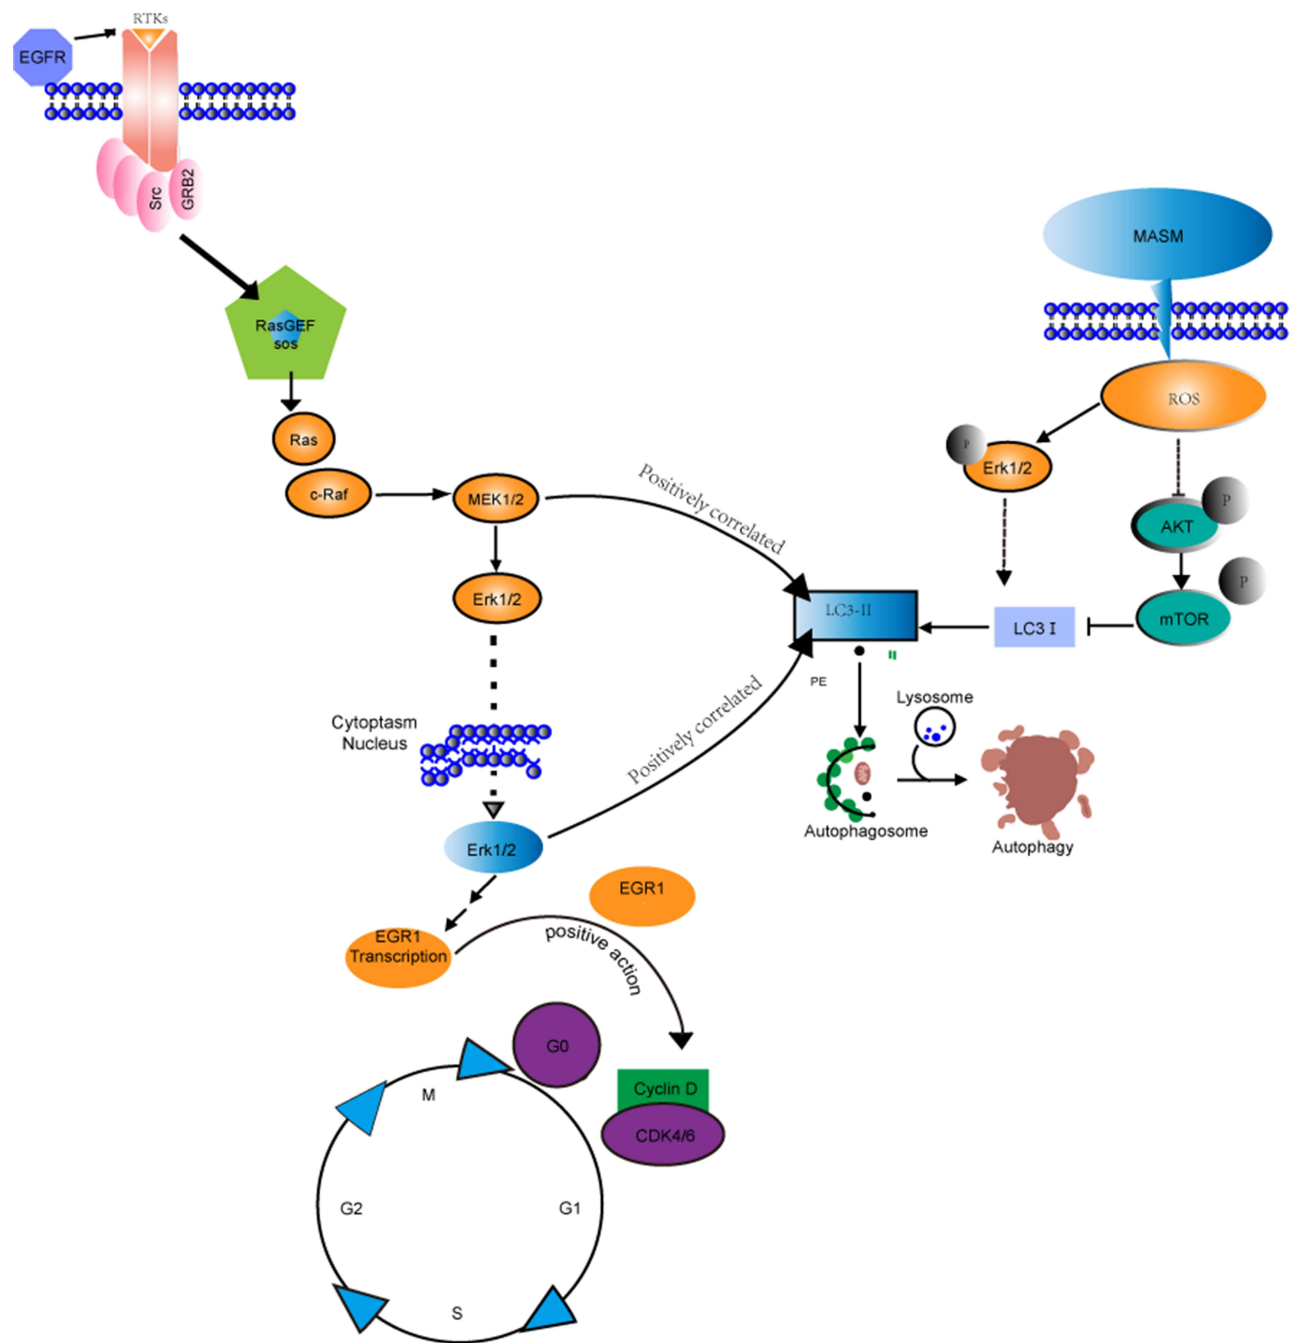 RTKs
EGFR
Src
GRB2
MASM
RasGEF
sos
ROS
Ras
P
Erk1/2
c-Raf
MEK1/2
Positively correlated
P
AKT
Erk1/2
P
LC3-II
LC3 I
mTOR
PE
Lysosome
Cytoptasm
Nucleus
Positively correlated
Autophagosome
Autophagy
Erk1/2
EGR1
EGR1
Transcription
positive action
G0
Cyclin D
M
CDK4/6
G2
G1
S